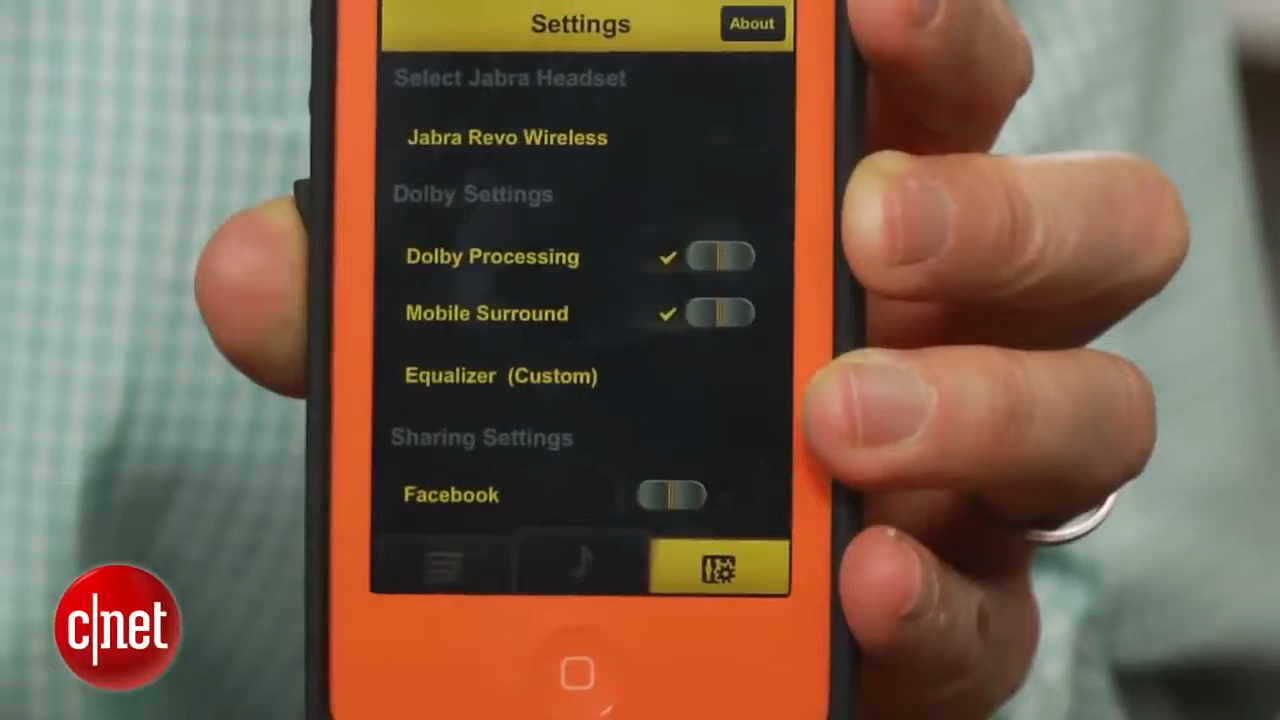 Settings
About
Select Jabra Headset
Jabra Revo Wireless
Dolby Settings
Dolby Processing
Mobile Surround
Equalizer (Custom)
Sharing Settings
Facebook
c|net